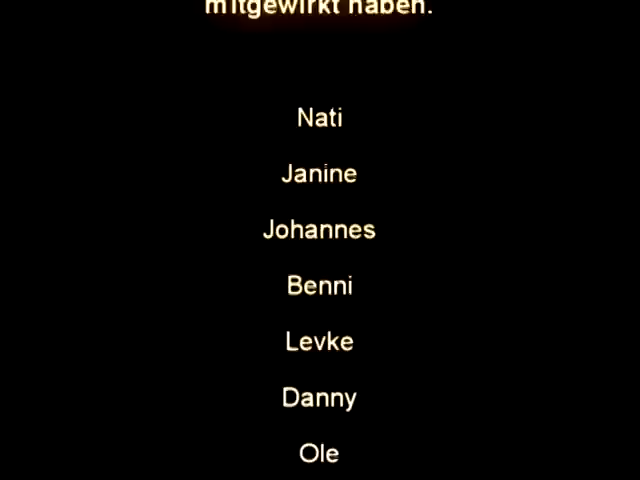 mitgewirkt haben.
Nati
Janine
Johannes
Benni
Levke
Danny
Ole